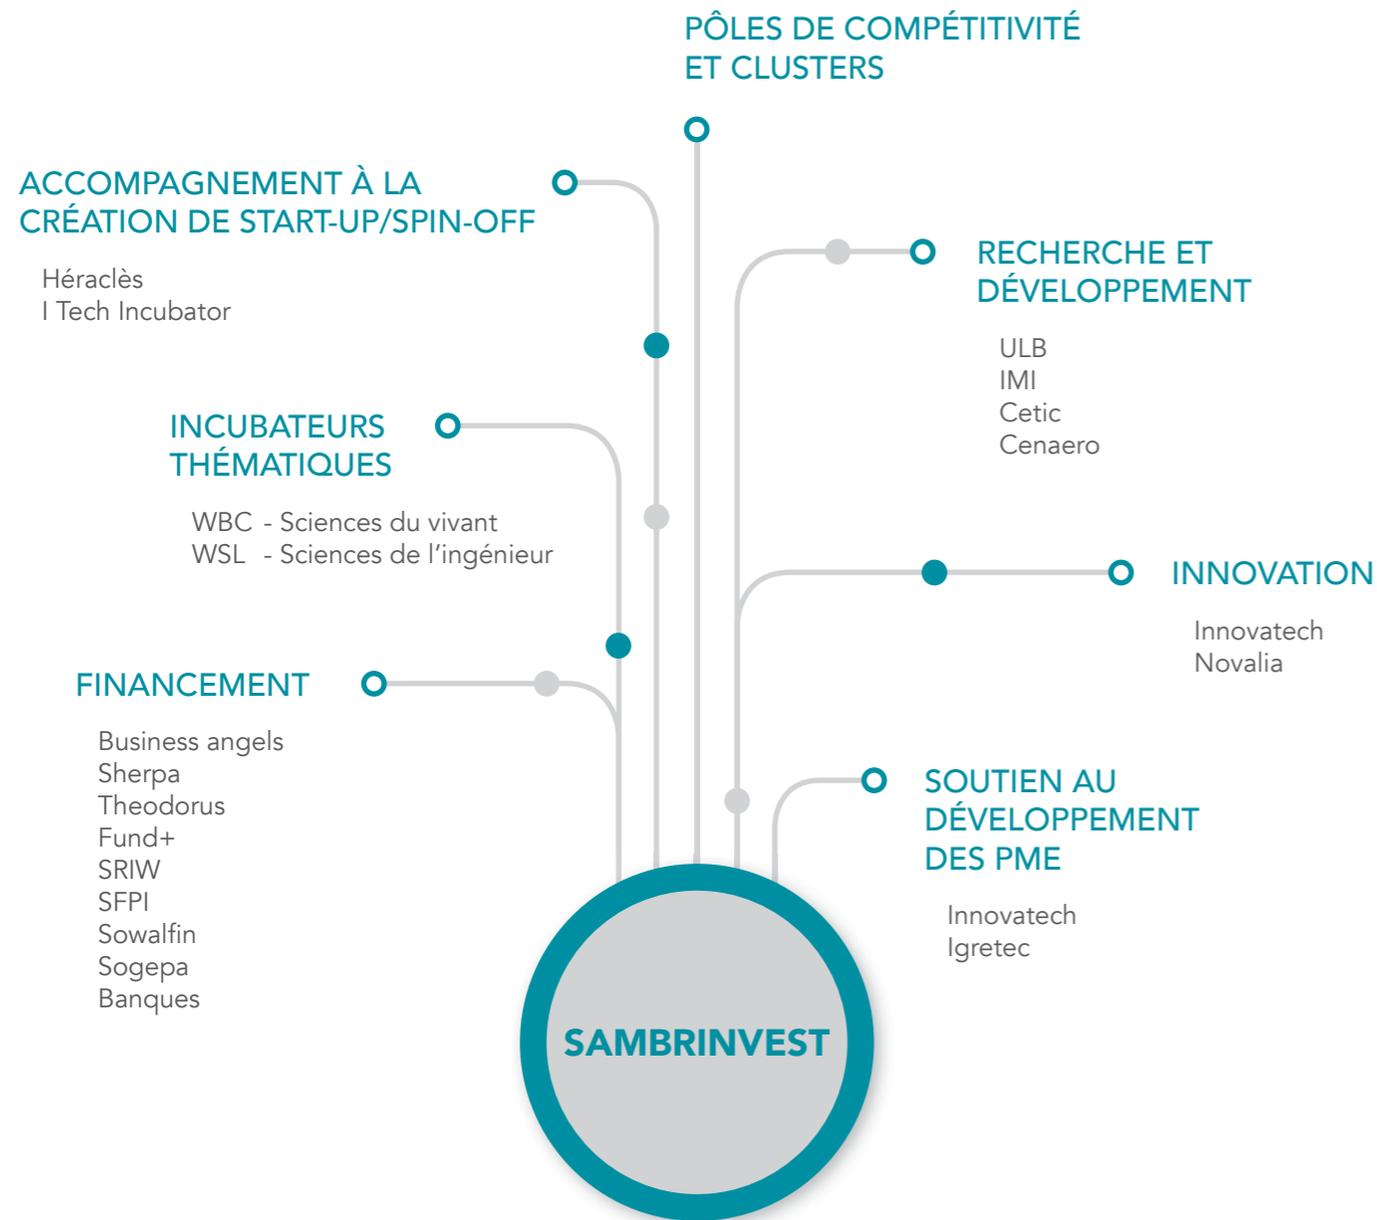 PÔLES DE COMPÉTITIVITÉ
ET CLUSTERS
ACCOMPAGNEMENT À LA
CRÉATION DE START-UP/SPIN-OFF
Héraclès
I Tech Incubator
RECHERCHE ET
DÉVELOPPEMENT
ULB
IMI
Cetic
Cenaero
INCUBATEURS
THÉMATIQUES
WBC - Sciences du vivant
WSL - Sciences de l’ingénieur
INNOVATION
Innovatech
Novalia
FINANCEMENT
Business angels
Sherpa
Theodorus
Fund+
SRIW
SFPI
Sowalfin
Sogepa
Banques
SOUTIEN AU
DÉVELOPPEMENT
DES PME
Innovatech
Igretec
SAMBRINVEST